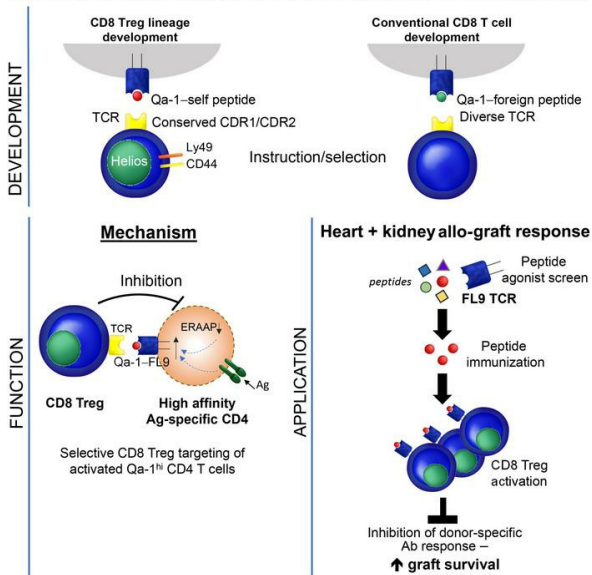 DEVELOPMENT
CD8 Treg lineage
development
Qa-1–self peptide
TCR
Conserved CDR1/CDR2
Helios
Ly49
CD44
Instruction/selection
Conventional CD8 T cell
development
Qa-1–foreign peptide
Diverse TCR
FUNCTION
Mechanism
Inhibition
TCR
ERAAP
Qa-1–FL9
Ag
CD8 Treg
High affinity
Ag-specific CD4
Selective CD8 Treg targeting of
activated Qa-1hi CD4 T cells
APPLICATION
Heart + kidney allo-graft response
peptides
Peptide
agonist screen
FL9 TCR
Peptide
immunization
CD8 Treg
activation
Inhibition of donor-specific
Ab response –
↑ graft survival